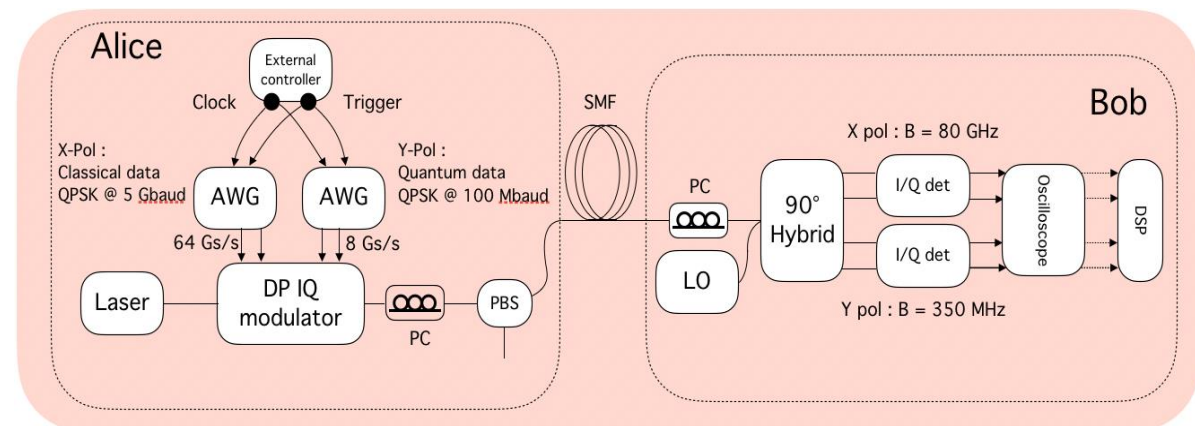 Alice
External
controller
Clock
Trigger
X-Pol :
Classical data
QPSK @ 5 Gbaud
Y-Pol :
Quantum data
QPSK @ 100 Mbaud
AWG
AWG
64 Gs/s
8 Gs/s
Laser
DP IQ
modulator
PC
PBS
SMF
Bob
X pol : B = 80 GHz
PC
LO
90°
Hybrid
I/Q det
I/Q det
Oscilloscope
DSP
Y pol : B = 350 MHz